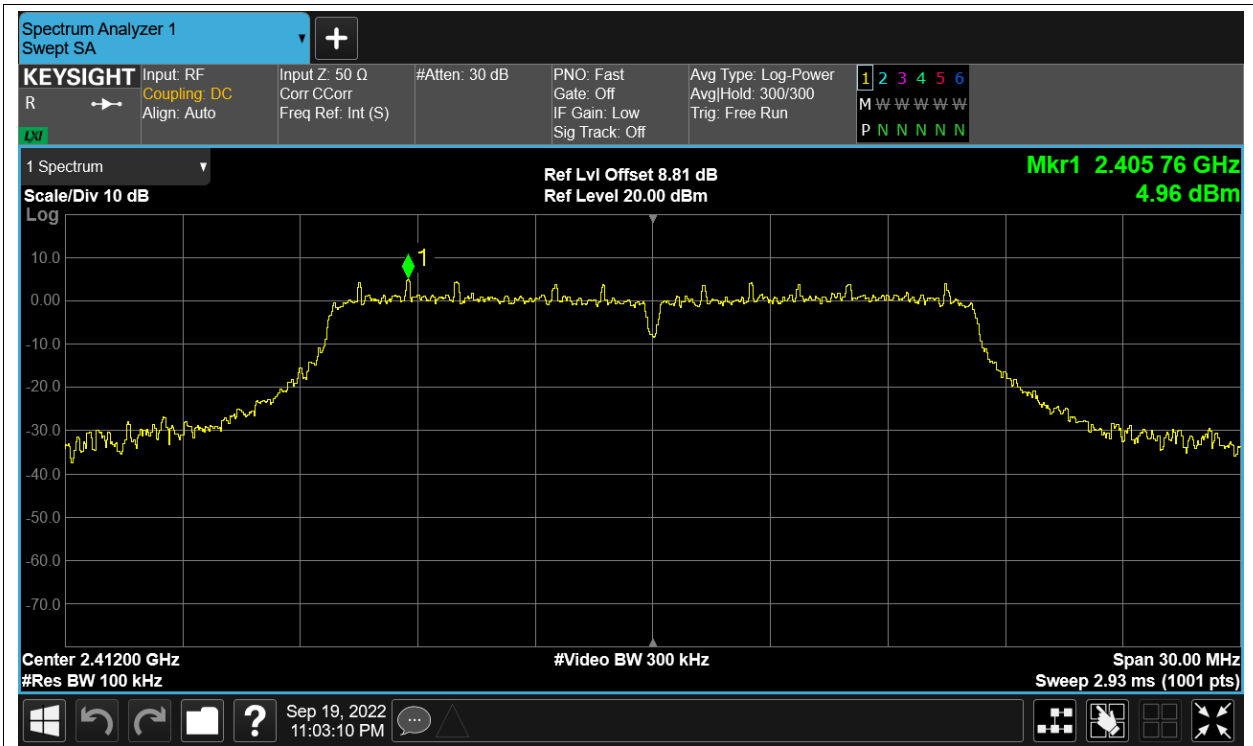 Spectrum Analyzer 1
Swept SA
KEYSIGHT
R
LXI
Input: RF
Coupling: DC
Align: Auto
Input Z: 50 Ω
Corr CCorr
Freq Ref: Int (S)
#Atten: 30 dB
PNO: Fast
Gate: Off
IF Gain: Low
Sig Track: Off
Avg Type: Log-Power
Avg|Hold: 300/300
Trig: Free Run
1 2 3 4 5 6
M W W W W W
P N N N N N
1 Spectrum
Scale/Div 10 dB
Ref Lvl Offset 8.81 dB
Ref Level 20.00 dBm
Mkr1 2.405 76 GHz
4.96 dBm
Log
1
10.0
0.00
-10.0
-20.0
-30.0
-40.0
-50.0
-60.0
-70.0
Center 2.41200 GHz
#Res BW 100 kHz
#Video BW 300 kHz
Span 30.00 MHz
Sweep 2.93 ms (1001 pts)
?
Sep 19, 2022
11:03:10 PM